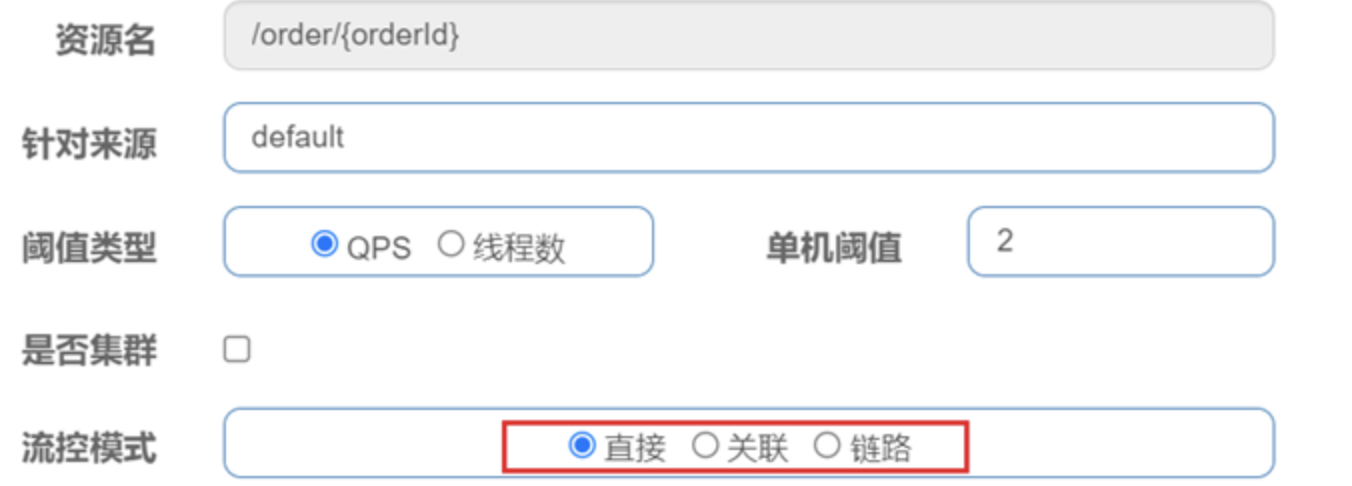 资源名 /order/{orderId}
针对来源 default
阈值类型 QPS 线程数 单机阈值 2
是否集群
流控模式 直接 关联 链路